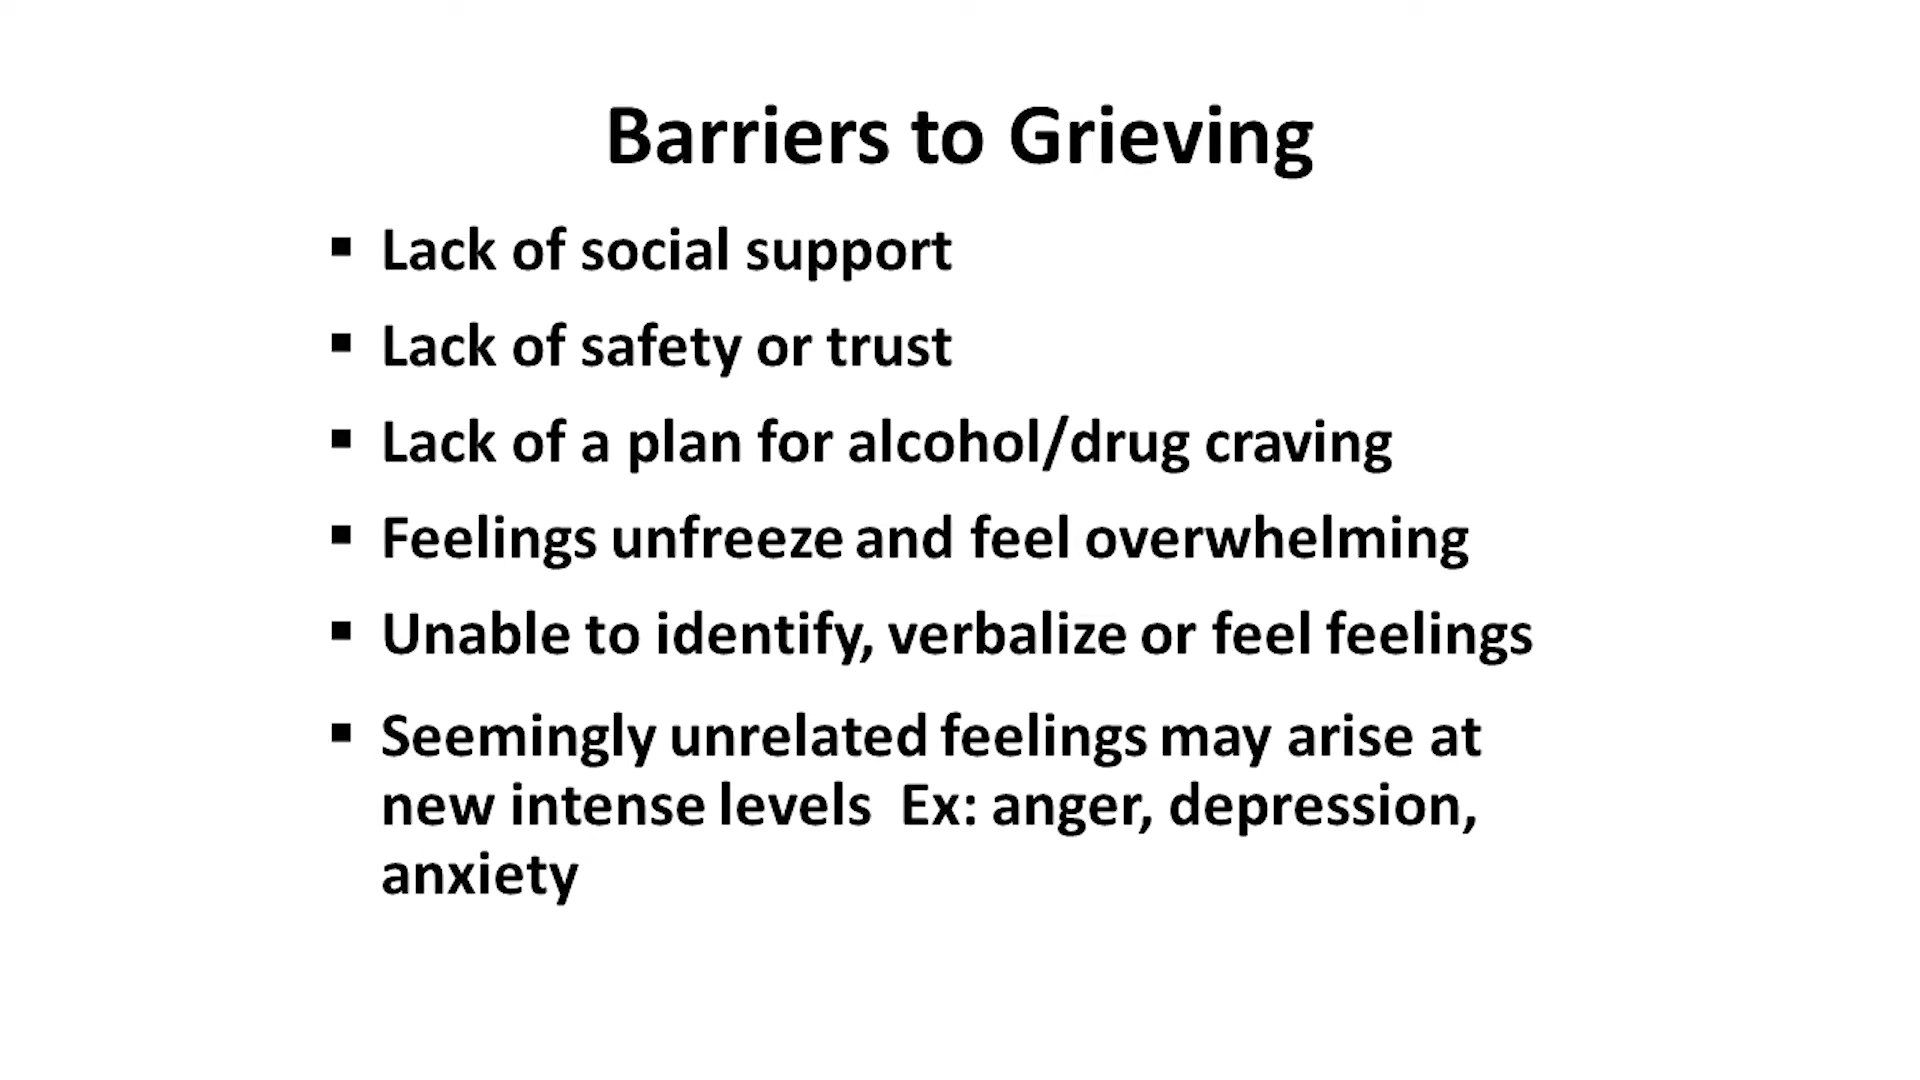 Barriers to Grieving
▪ Lack of social support
▪ Lack of safety or trust
▪ Lack of a plan for alcohol/drug craving
▪ Feelings unfreeze and feel overwhelming
▪ Unable to identify, verbalize or feel feelings
▪ Seemingly unrelated feelings may arise at
new intense levels  Ex: anger, depression,
anxiety